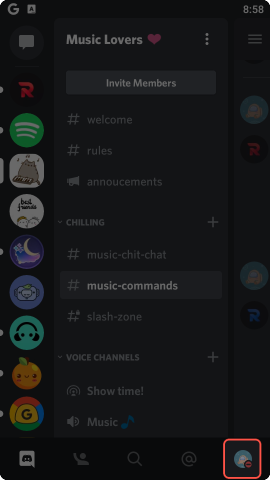 8:58
Music Lovers ❤
Invite Members
# welcome
# rules
annoucements
CHILLING
# music-chit-chat
# music-commands
# slash-zone
VOICE CHANNELS
Show time!
Music 🎵